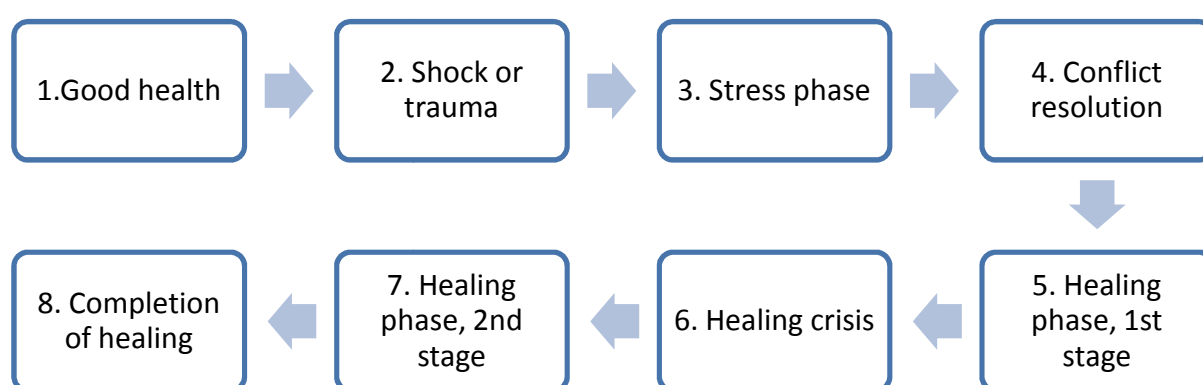 1.Good health
2. Shock or
trauma
3. Stress phase
4. Conflict
resolution
5. Healing
phase, 1st
stage
6. Healing crisis
7. Healing
phase, 2nd
stage
8. Completion
of healing